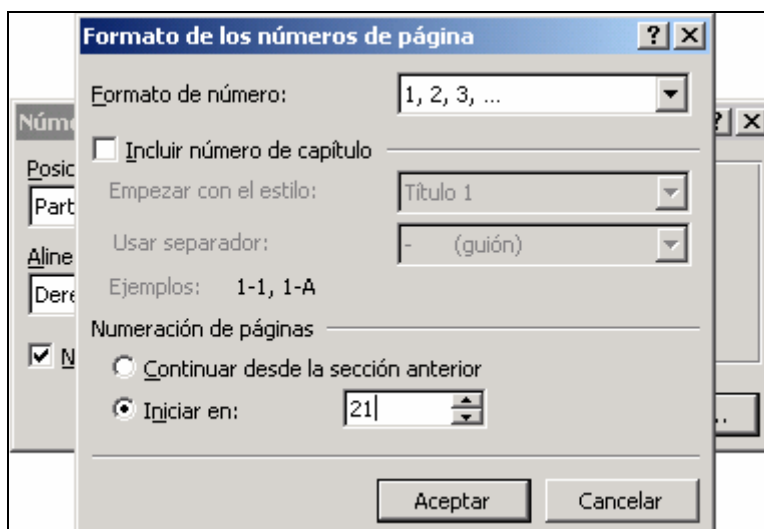 Formato de los números de página
Formato de número: 1, 2, 3, ...
Incluir número de capítulo
Empezar con el estilo: Título 1
Usar separador: - (guión)
Ejemplos: 1-1, 1-A
Numeración de páginas
Continuar desde la sección anterior
Iniciar en: 21
Aceptar Cancelar